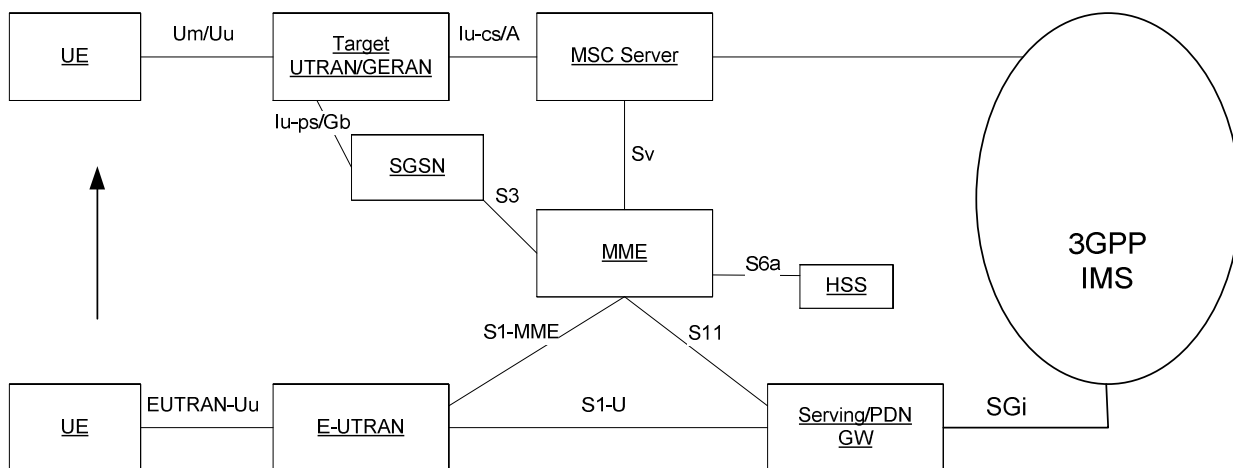 UE
Um/Uu
Target
UTRAN/GERAN
Iu-cs/A
MSC Server
Iu-ps/Gb
SGSN
S3
Sv
MME
S6a
HSS
3GPP
IMS
S1-MME
S11
UE
EUTRAN-Uu
E-UTRAN
S1-U
Serving/PDN
GW
SGi